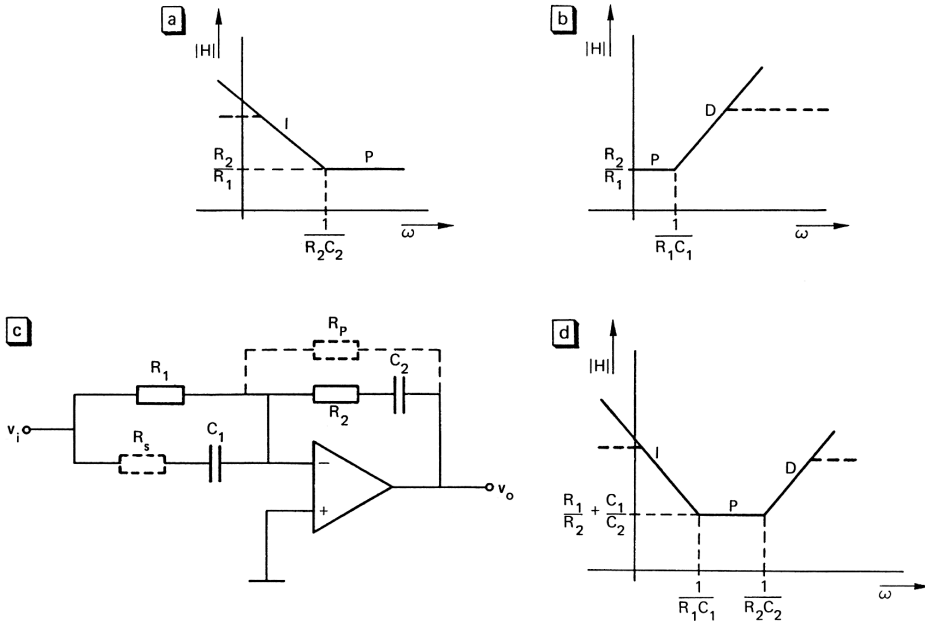 a
|H|
I
P
R₂
R₁
1
R₂C₂
ω
b
|H|
D
P
R₂
R₁
1
R₁C₁
ω
c
Rₚ
R₁
C₂
R₂
vᵢ
Rₛ
C₁
−
+
vₒ
d
|H|
I
P
D
R₁/R₂ + C₁/C₂
1
R₁C₁
1
R₂C₂
ω